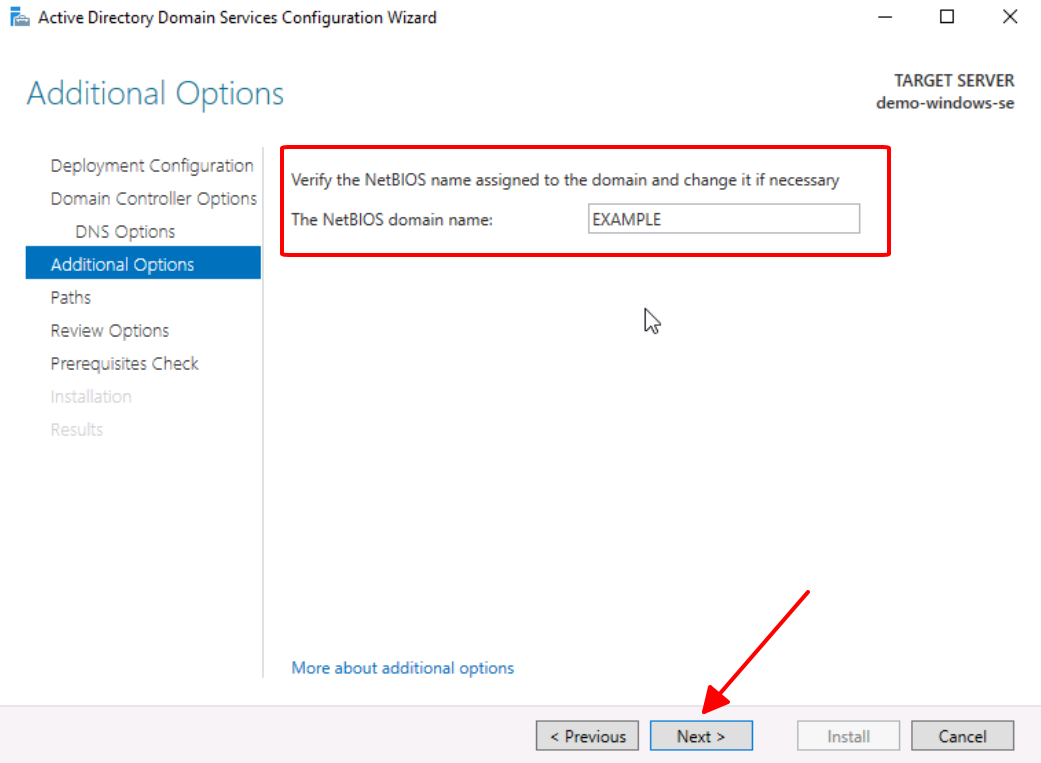 Active Directory Domain Services Configuration Wizard
Additional Options
TARGET SERVER
demo-windows-se
Deployment Configuration
Domain Controller Options
DNS Options
Additional Options
Paths
Review Options
Prerequisites Check
Installation
Results
Verify the NetBIOS name assigned to the domain and change it if necessary
The NetBIOS domain name: EXAMPLE
More about additional options
< Previous Next > Install Cancel